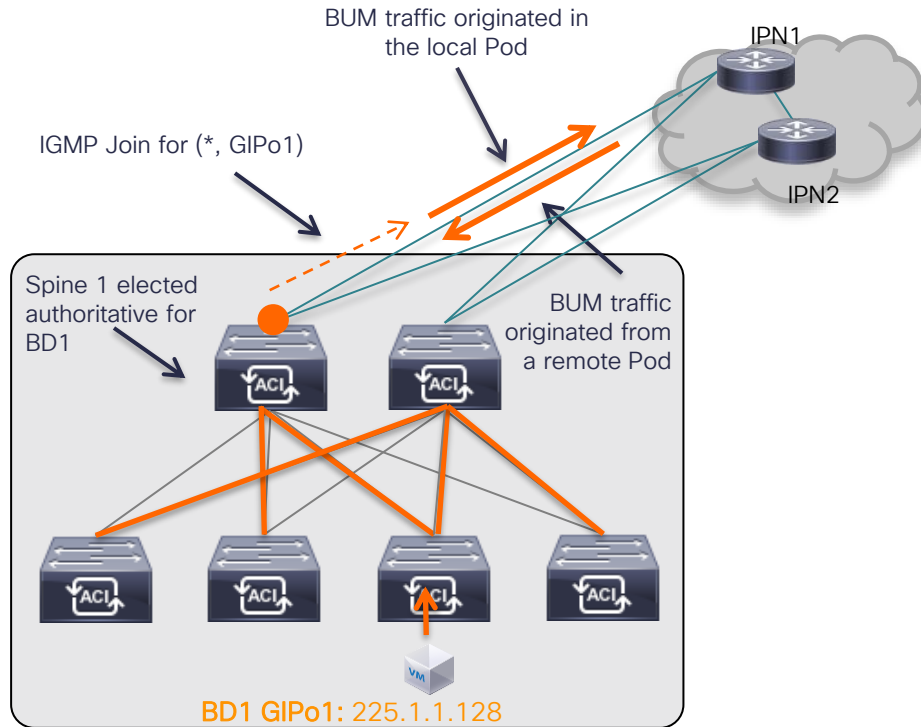 BUM traffic originated in
the local Pod
IPN1
IGMP Join for (*, GIPo1)
IPN2
Spine 1 elected
authoritative for
BD1
BUM traffic
originated from
a remote Pod
ACI
ACI
ACI
ACI
ACI
ACI
VM
BD1 GIPo1: 225.1.1.128